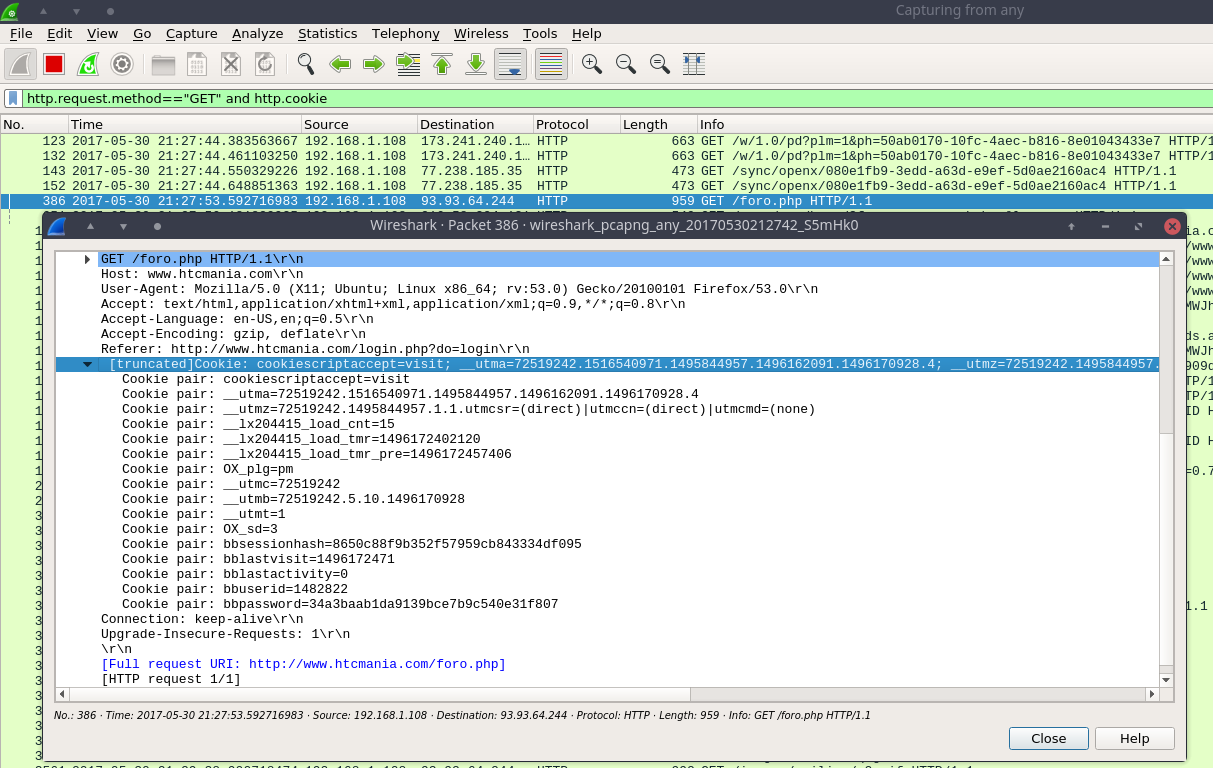 Capturing from any
File Edit View Go Capture Analyze Statistics Telephony Wireless Tools Help
http.request.method=="GET" and http.cookie
No. Time Source Destination Protocol Length Info
123 2017-05-30 21:27:44.383563667 192.168.1.108 173.241.240.1… HTTP 663 GET /w/1.0/pd?plm=1&ph=50ab0170-10fc-4aec-b816-8e01043433e7 HTTP/1
132 2017-05-30 21:27:44.461103250 192.168.1.108 173.241.240.1… HTTP 663 GET /w/1.0/pd?plm=1&ph=50ab0170-10fc-4aec-b816-8e01043433e7 HTTP/1
143 2017-05-30 21:27:44.550329226 192.168.1.108 77.238.185.35 HTTP 473 GET /sync/openx/080e1fb9-3edd-a63d-e9ef-5d0ae2160ac4 HTTP/1.1
152 2017-05-30 21:27:44.648851363 192.168.1.108 77.238.185.35 HTTP 473 GET /sync/openx/080e1fb9-3edd-a63d-e9ef-5d0ae2160ac4 HTTP/1.1
386 2017-05-30 21:27:53.592716983 192.168.1.108 93.93.64.244 HTTP 959 GET /foro.php HTTP/1.1
Wireshark · Packet 386 · wireshark_pcapng_any_20170530212742_S5mHk0
GET /foro.php HTTP/1.1\r\n
Host: www.htcmania.com\r\n
User-Agent: Mozilla/5.0 (X11; Ubuntu; Linux x86_64; rv:53.0) Gecko/20100101 Firefox/53.0\r\n
Accept: text/html,application/xhtml+xml,application/xml;q=0.9,*/*;q=0.8\r\n
Accept-Language: en-US,en;q=0.5\r\n
Accept-Encoding: gzip, deflate\r\n
Referer: http://www.htcmania.com/login.php?do=login\r\n
[truncated]Cookie: cookiescriptaccept=visit; __utma=72519242.1516540971.1495844957.1496162091.1496170928.4; __utmz=72519242.1495844957.
Cookie pair: cookiescriptaccept=visit
Cookie pair: __utma=72519242.1516540971.1495844957.1496162091.1496170928.4
Cookie pair: __utmz=72519242.1495844957.1.1.utmcsr=(direct)|utmccn=(direct)|utmcmd=(none)
Cookie pair: __lx204415_load_cnt=15
Cookie pair: __lx204415_load_tmr=1496172402120
Cookie pair: __lx204415_load_tmr_pre=1496172457406
Cookie pair: OX_plg=pm
Cookie pair: __utmc=72519242
Cookie pair: __utmb=72519242.5.10.1496170928
Cookie pair: __utmt=1
Cookie pair: OX_sd=3
Cookie pair: bbsessionhash=8650c88f9b352f57959cb843334df095
Cookie pair: bblastvisit=1496172471
Cookie pair: bblastactivity=0
Cookie pair: bbuserid=1482822
Cookie pair: bbpassword=34a3baab1da9139bce7b9c540e31f807
Connection: keep-alive\r\n
Upgrade-Insecure-Requests: 1\r\n
\r\n
[Full request URI: http://www.htcmania.com/foro.php]
[HTTP request 1/1]
No.: 386 · Time: 2017-05-30 21:27:53.592716983 · Source: 192.168.1.108 · Destination: 93.93.64.244 · Protocol: HTTP · Length: 959 · Info: GET /foro.php HTTP/1.1
Close Help